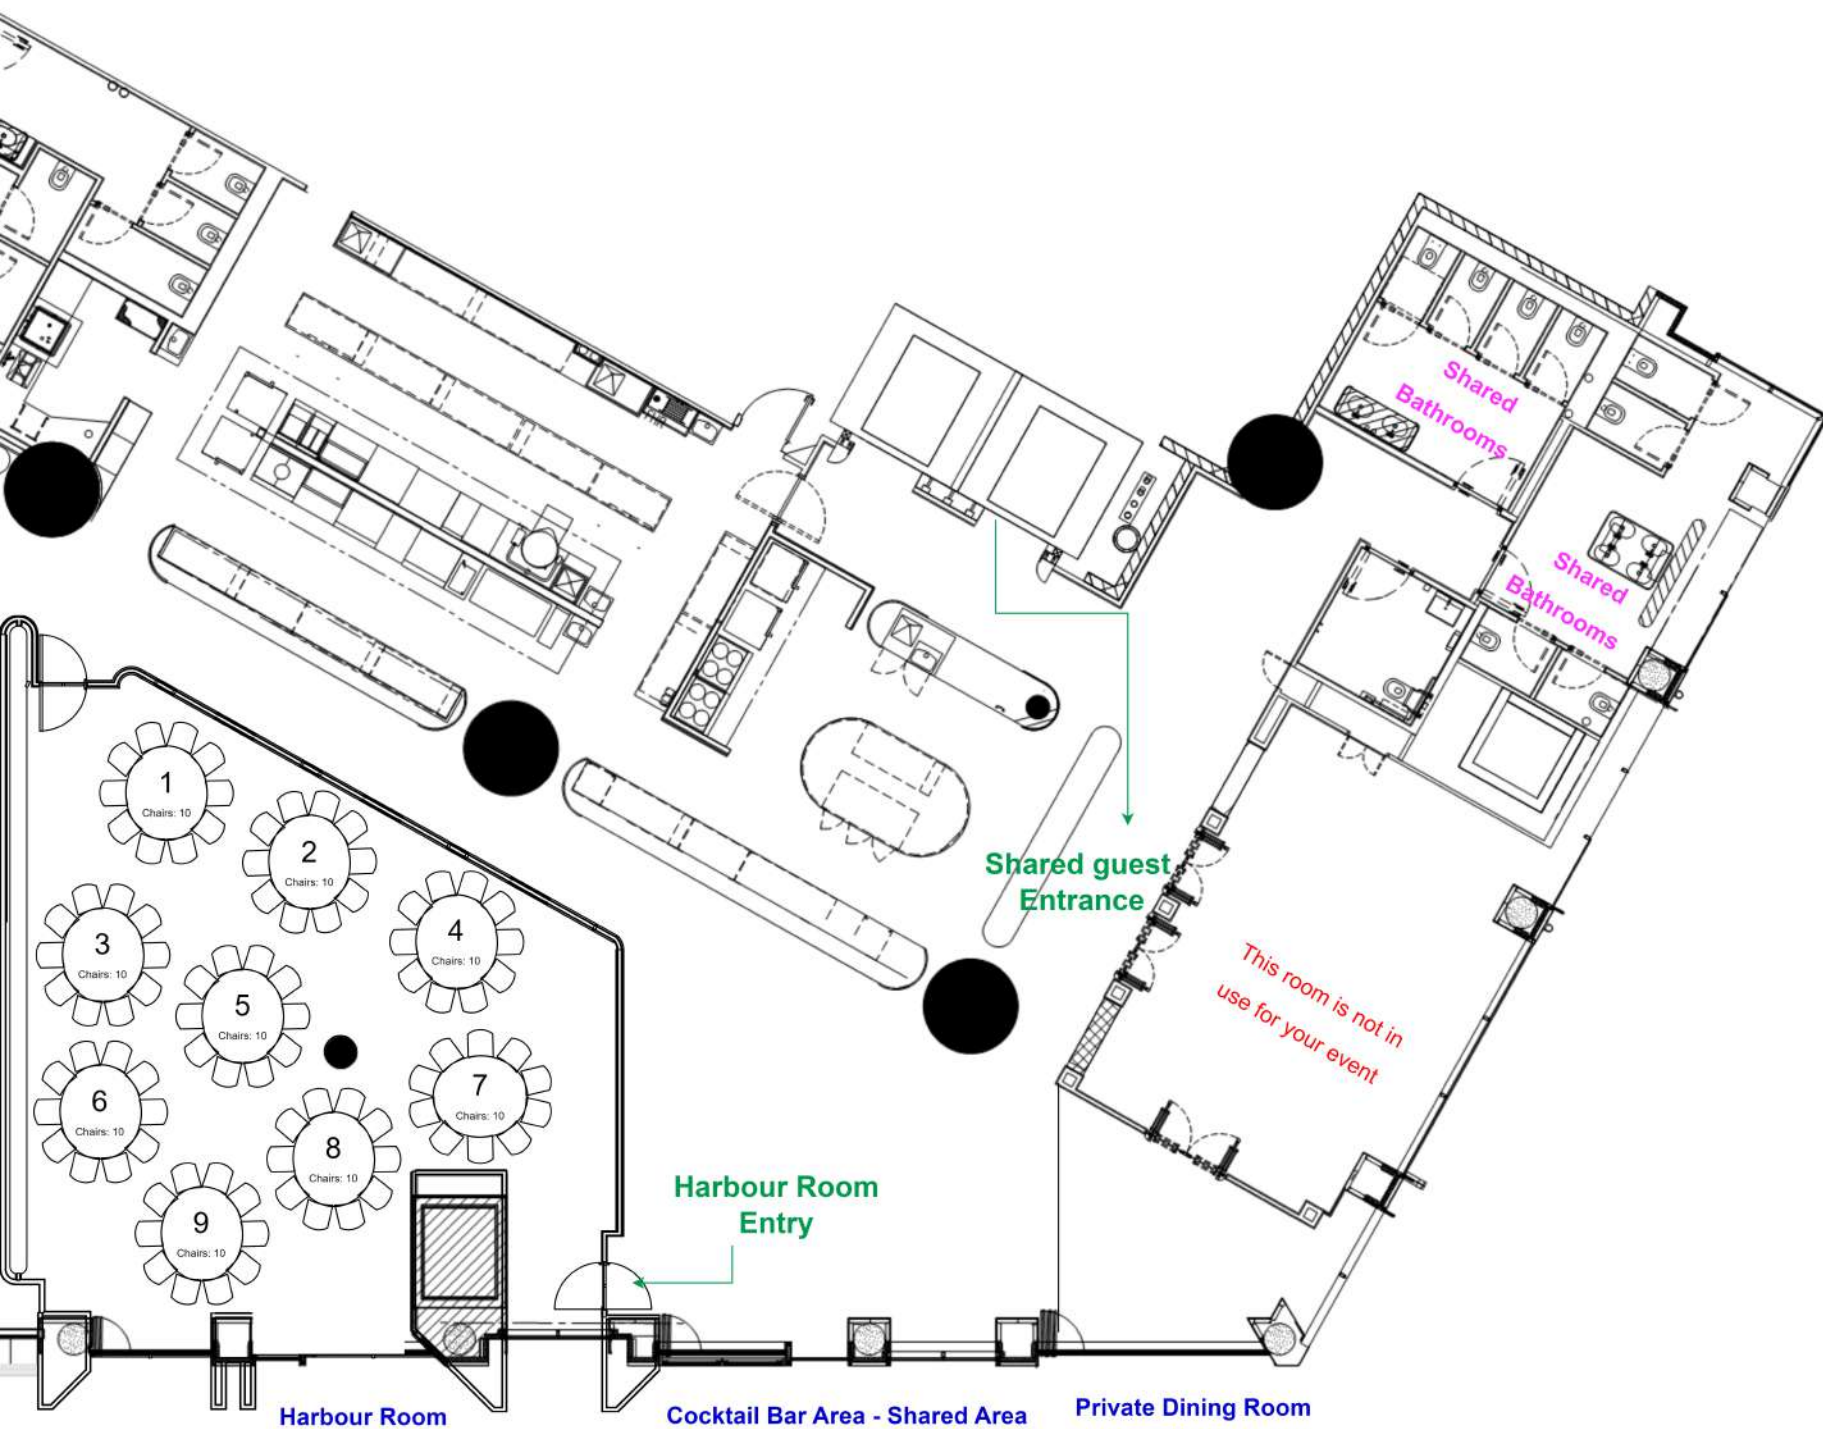 Shared
Bathrooms
Shared
Bathrooms
1
Chairs: 10
2
Chairs: 10
3
Chairs: 10
4
Chairs: 10
5
Chairs: 10
6
Chairs: 10
7
Chairs: 10
8
Chairs: 10
9
Chairs: 10
Shared guest
Entrance
This room is not in
use for your event
Harbour Room
Entry
Harbour Room
Cocktail Bar Area - Shared Area
Private Dining Room